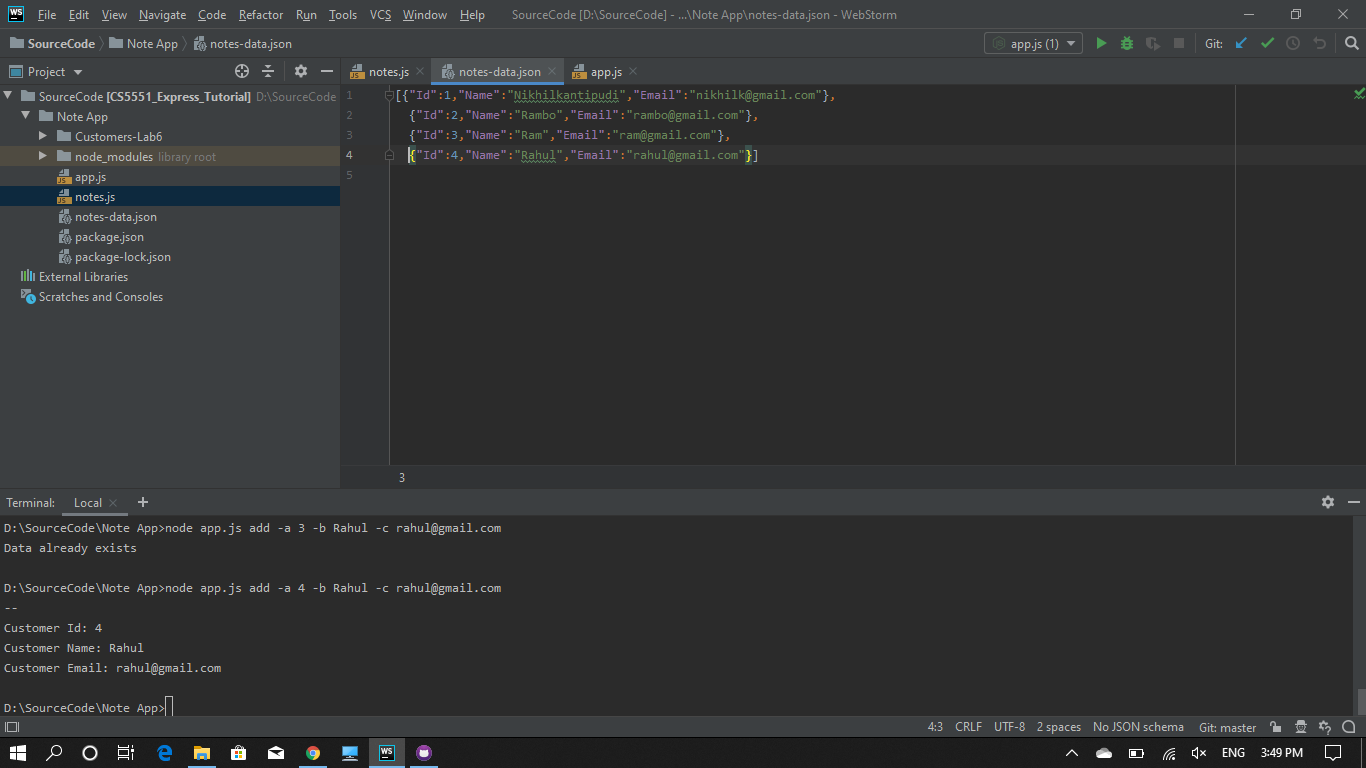 WS File Edit View Navigate Code Refactor Run Tools VCS Window Help SourceCode [D:\SourceCode] - ...\Note App\notes-data.json - WebStorm
SourceCode Note App notes-data.json app.js (1) Git:
Project notes.js notes-data.json app.js
SourceCode [CS5551_Express_Tutorial] D:\SourceCode
Note App
Customers-Lab6
node_modules library root
app.js
notes.js
notes-data.json
package.json
package-lock.json
External Libraries
Scratches and Consoles
1 [{"Id":1,"Name":"Nikhilkantipudi","Email":"nikhilk@gmail.com"},
2 {"Id":2,"Name":"Rambo","Email":"rambo@gmail.com"},
3 {"Id":3,"Name":"Ram","Email":"ram@gmail.com"},
4 {"Id":4,"Name":"Rahul","Email":"rahul@gmail.com"}]
5
3
Terminal: Local
D:\SourceCode\Note App>node app.js add -a 3 -b Rahul -c rahul@gmail.com
Data already exists
D:\SourceCode\Note App>node app.js add -a 4 -b Rahul -c rahul@gmail.com
--
Customer Id: 4
Customer Name: Rahul
Customer Email: rahul@gmail.com
D:\SourceCode\Note App>
4:3 CRLF UTF-8 2 spaces No JSON schema Git: master
WS ENG 3:49 PM